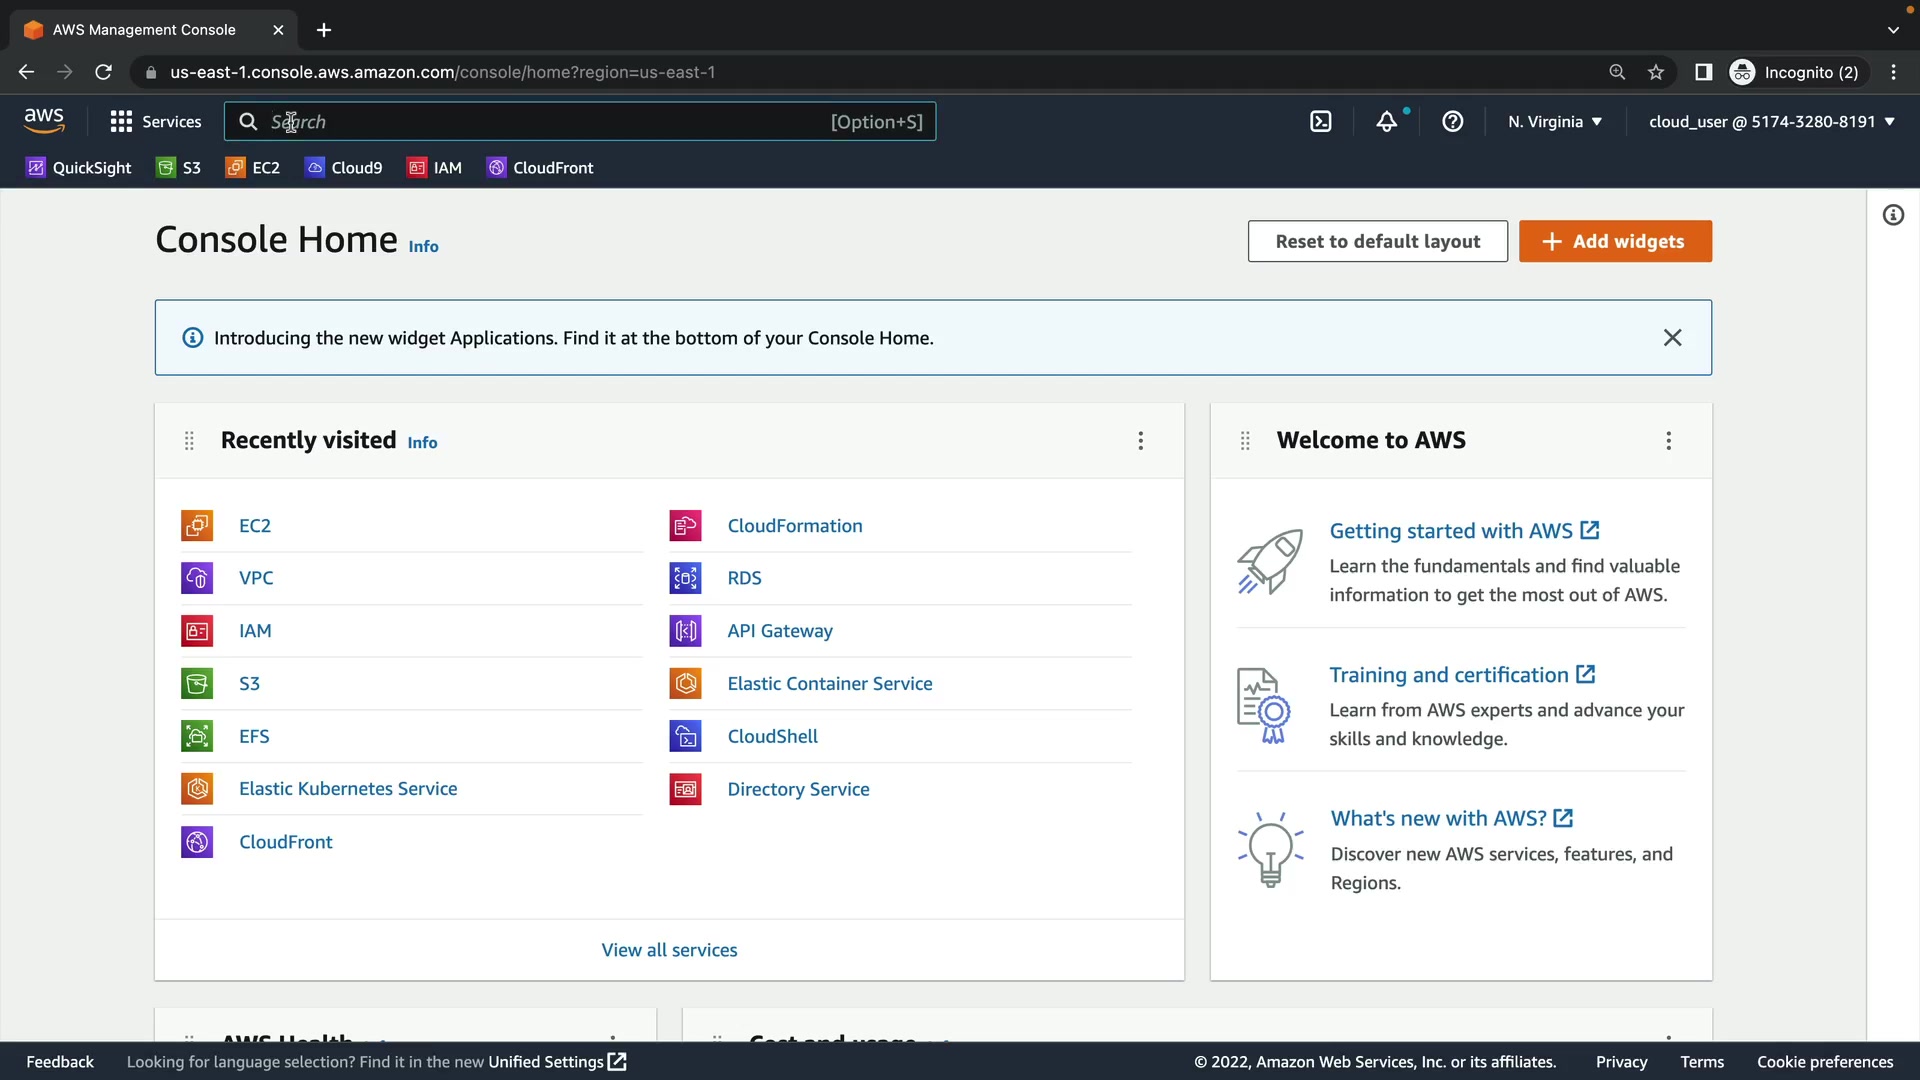 AWS Management Console
us-east-1.console.aws.amazon.com/console/home?region=us-east-1
Incognito (2)
aws
Services
Search
[Option+S]
N. Virginia
cloud_user @ 5174-3280-8191
QuickSight
S3
EC2
Cloud9
IAM
CloudFront
Console Home Info
Reset to default layout
Add widgets
Introducing the new widget Applications. Find it at the bottom of your Console Home.
Recently visited Info
EC2
VPC
IAM
S3
EFS
Elastic Kubernetes Service
CloudFront
CloudFormation
RDS
API Gateway
Elastic Container Service
CloudShell
Directory Service
View all services
Welcome to AWS
Getting started with AWS
Learn the fundamentals and find valuable
information to get the most out of AWS.
Training and certification
Learn from AWS experts and advance your
skills and knowledge.
What's new with AWS?
Discover new AWS services, features, and
Regions.
AWS Health
Cost and usage
Feedback
Looking for language selection? Find it in the new Unified Settings
© 2022, Amazon Web Services, Inc. or its affiliates.
Privacy
Terms
Cookie preferences